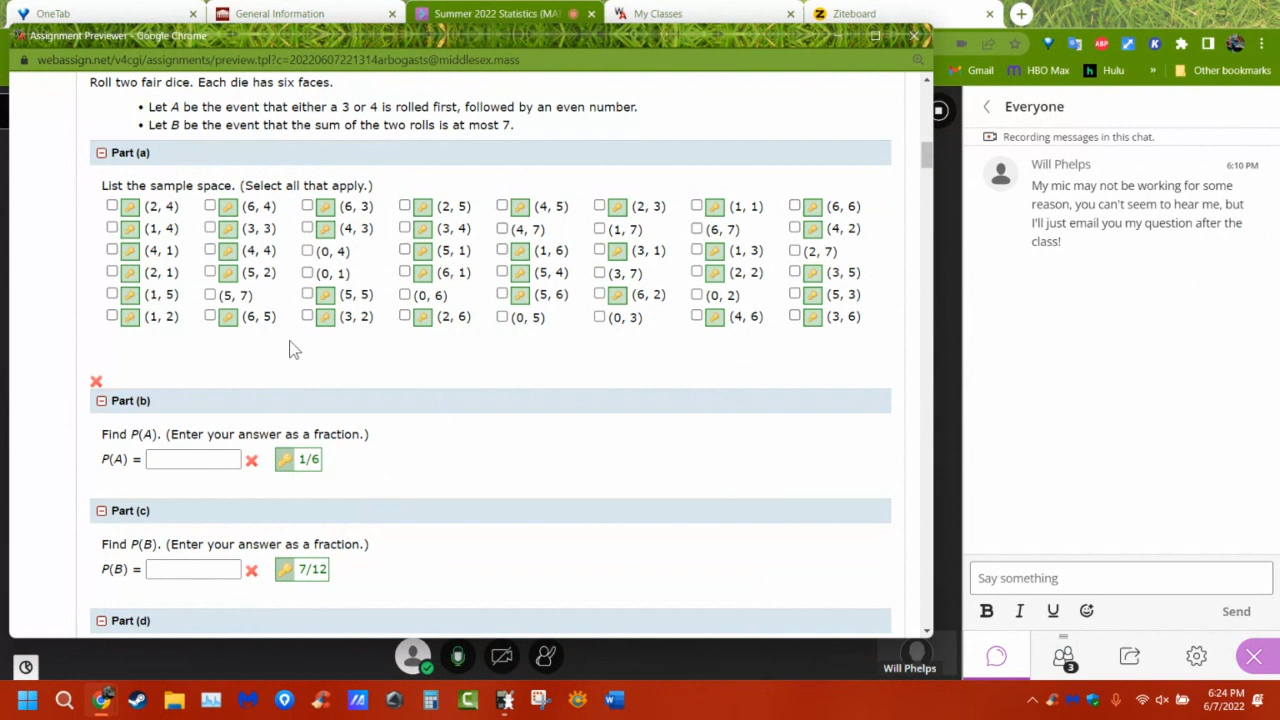 OneTab
General Information
Summer 2022 Statistics (MA
My Classes
Ziteboard
Assignment Previewer - Google Chrome
webassign.net/v4cgi/assignments/preview.tpl?c=202206072213​14arbogasts@middlesex.mass
Gmail
HBO Max
Hulu
»
Other bookmarks
Roll two fair dice. Each die has six faces.
• Let A be the event that either a 3 or 4 is rolled first, followed by an even number.
• Let B be the event that the sum of the two rolls is at most 7.
Part (a)
List the sample space. (Select all that apply.)
(2, 4) (6, 4) (6, 3) (2, 5) (4, 5) (2, 3) (1, 1) (6, 6)
(1, 4) (3, 3) (4, 3) (3, 4) (4, 7) (1, 7) (6, 7) (4, 2)
(4, 1) (4, 4) (0, 4) (5, 1) (1, 6) (3, 1) (1, 3) (2, 7)
(2, 1) (5, 2) (0, 1) (6, 1) (5, 4) (3, 7) (2, 2) (3, 5)
(1, 5) (5, 7) (5, 5) (0, 6) (5, 6) (6, 2) (0, 2) (5, 3)
(1, 2) (6, 5) (3, 2) (2, 6) (0, 5) (0, 3) (4, 6) (3, 6)
Part (b)
Find P(A). (Enter your answer as a fraction.)
P(A) = 1/6
Part (c)
Find P(B). (Enter your answer as a fraction.)
P(B) = 7/12
Part (d)
Everyone
Recording messages in this chat.
Will Phelps 6:10 PM
My mic may not be working for some
reason, you can't seem to hear me, but
I'll just email you my question after the
class!
Say something
B I U
Send
3
Will Phelps
6:24 PM
6/7/2022